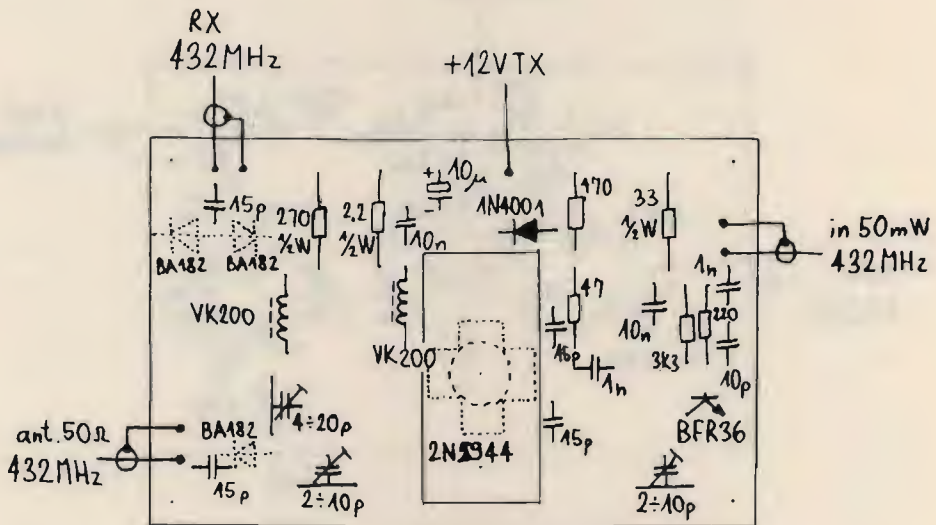 RX
432MHz
+12VTX
+ 10μ
-
15p
270
½W
2,2
½W
10n
1N4001
470
33
½W
in 50mW
432MHz
BA182
BA182
VK200
VK200
47
16p
1n
10n
3K3
220
1n
10p
BFR36
4÷20p
ant.50Ω
432MHz
BA182
15p
2÷10p
2N5944
15p
2÷10p